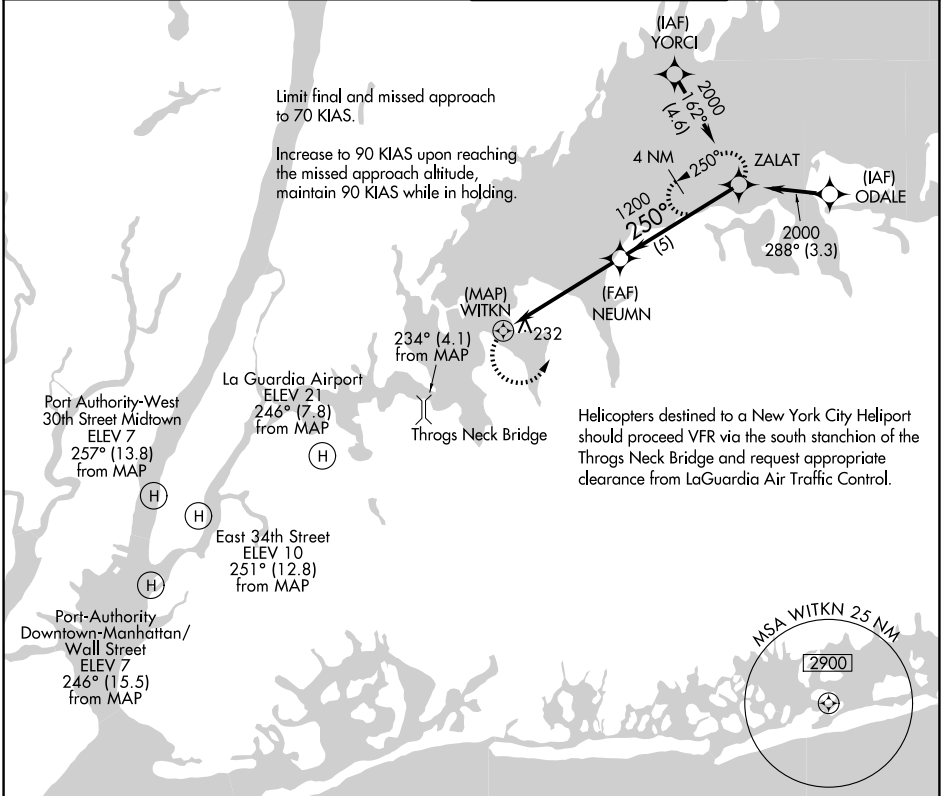 (IAF)
YORCI
2000
162°
(4.6)
Limit final and missed approach
to 70 KIAS.
Increase to 90 KIAS upon reaching
the missed approach altitude,
maintain 90 KIAS while in holding.
4 NM
250°
ZALAT
(IAF)
ODALE
2000
288° (3.3)
1200
250°
(5)
(FAF)
NEUMN
(MAP)
WITKN
232
234° (4.1)
from MAP
Throgs Neck Bridge
La Guardia Airport
ELEV 21
246° (7.8)
from MAP
H
Port Authority-West
30th Street Midtown
ELEV 7
257° (13.8)
from MAP
H
H
East 34th Street
ELEV 10
251° (12.8)
from MAP
Helicopters destined to a New York City Heliport
should proceed VFR via the south stanchion of the
Throgs Neck Bridge and request appropriate
clearance from LaGuardia Air Traffic Control.
H
Port-Authority
Downtown-Manhattan/
Wall Street
ELEV 7
246° (15.5)
from MAP
MSA WITKN 25 NM
2900